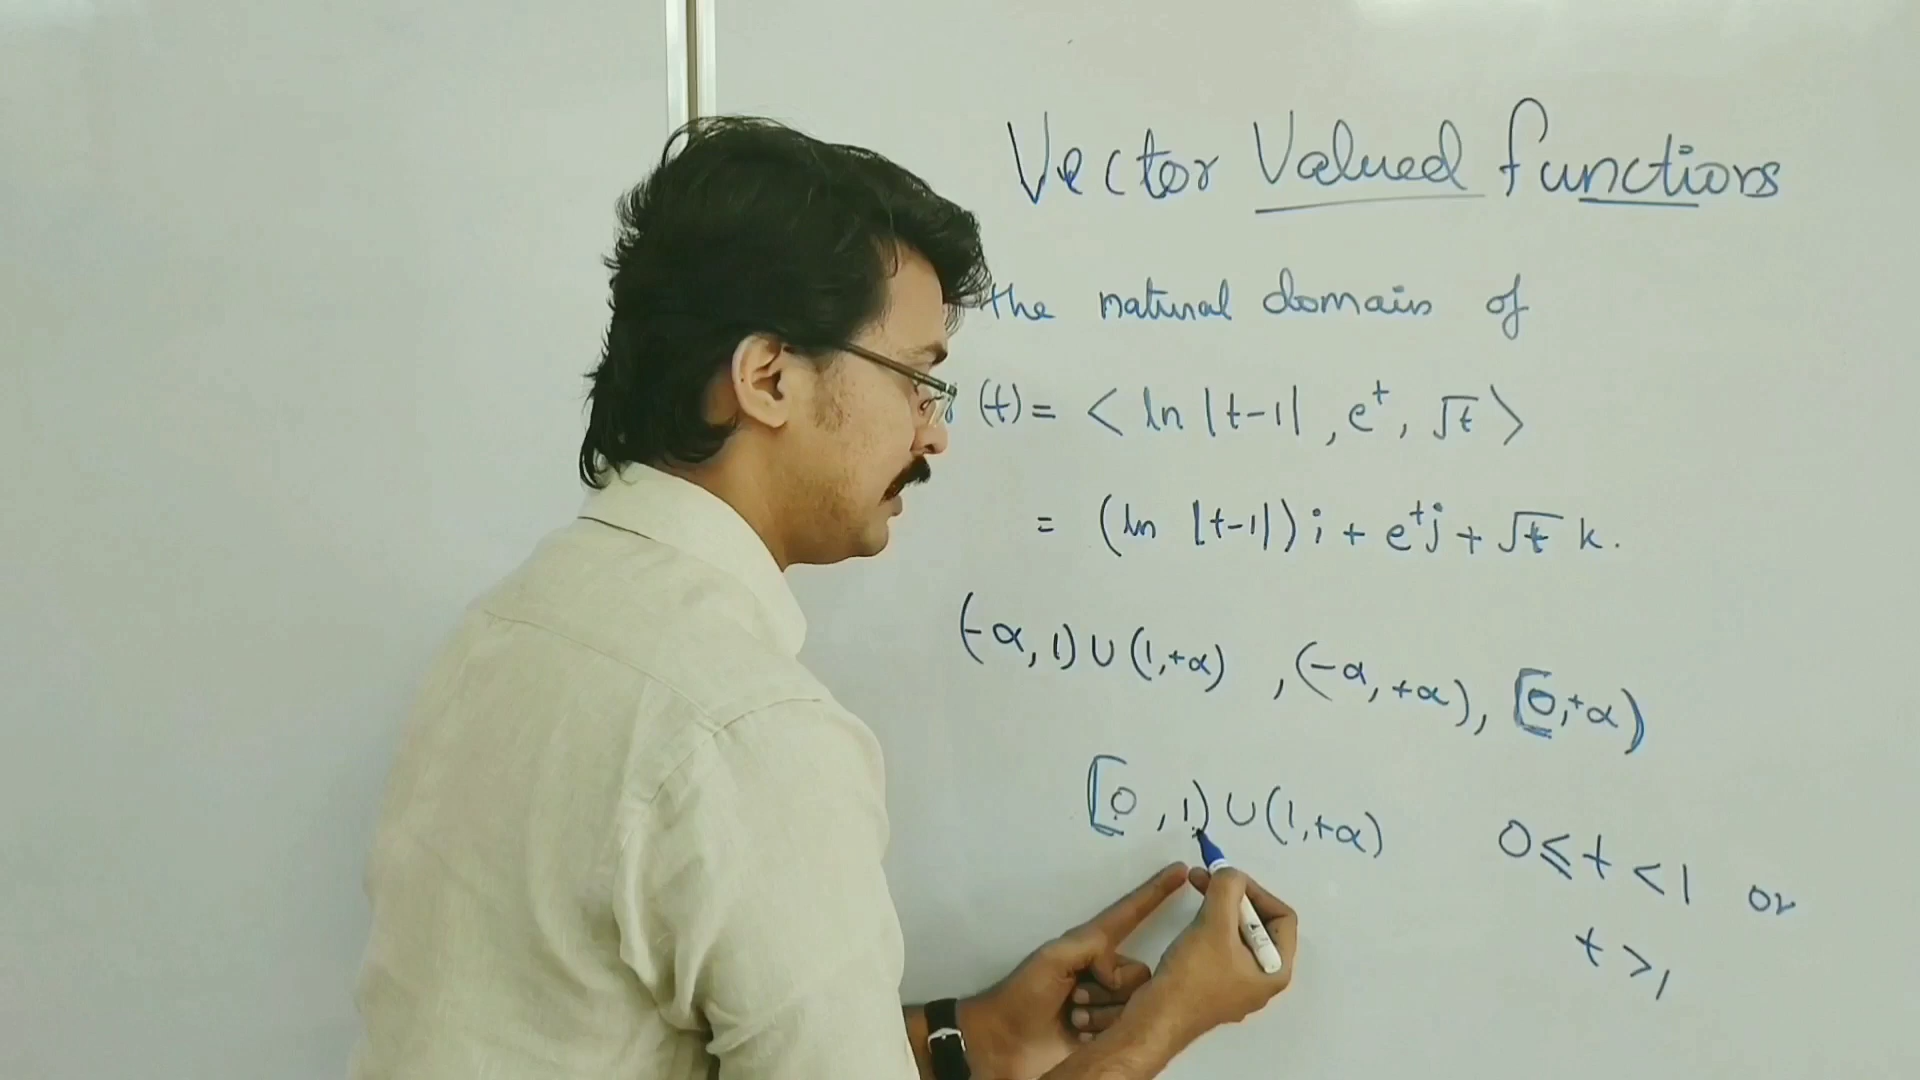 Vector Valued functions
the natural domain of
(t) = < ln |t-1| , e^t, √t >
= (ln |t-1|) i + e^t j + √t k.
(-α, 1) ∪ (1,+α) , (-α, +α), [0,+α)
[0 , 1) ∪ (1,+α) 0 ≤ t < 1 or
t > 1